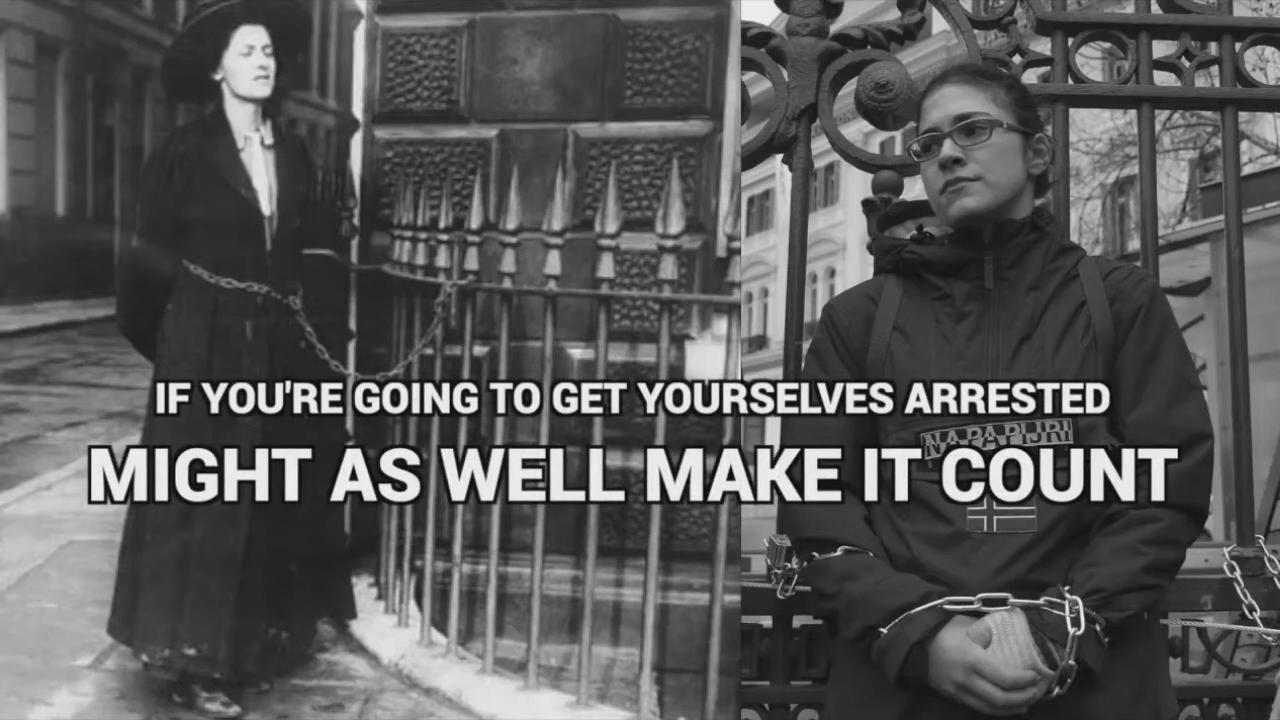 IF YOU'RE GOING TO GET YOURSELVES ARRESTED
MIGHT AS WELL MAKE IT COUNT
NAPAPIJRI